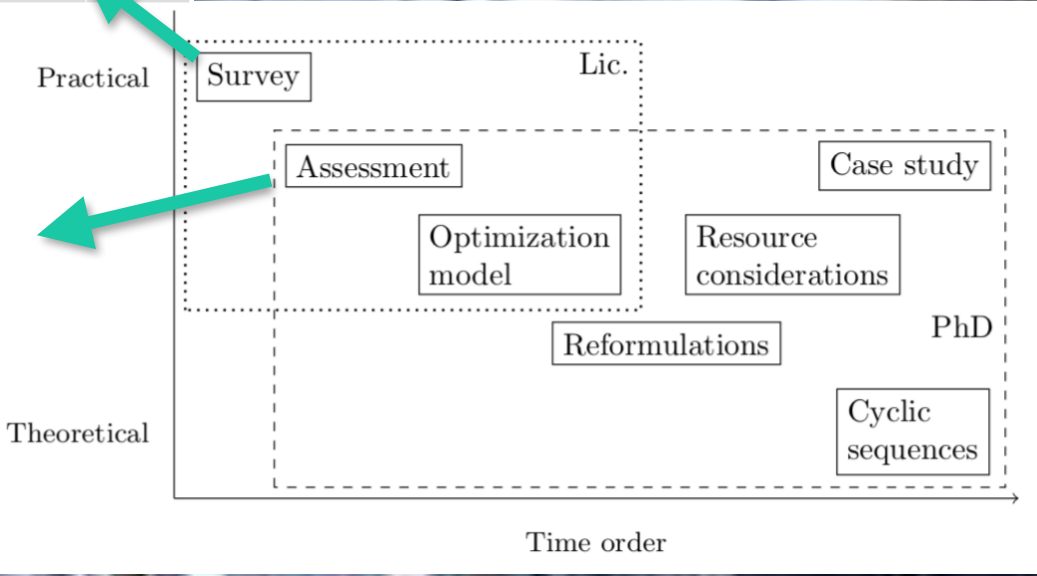 Lic.
Practical
Survey
Assessment
Case study
Optimization
model
Resource
considerations
PhD
Reformulations
Cyclic
sequences
Theoretical
Time order